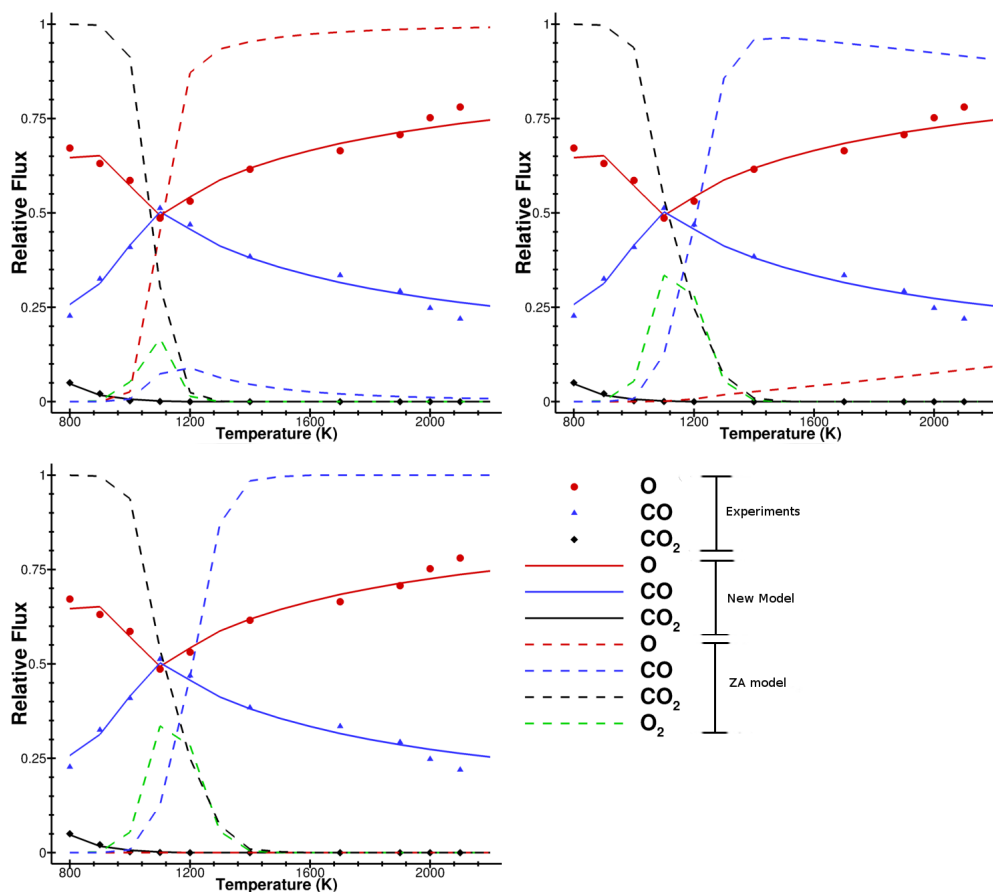 1
0.75
0.5
0.25
0
Relative Flux
800
1200
1600
2000
Temperature (K)
1
0.75
0.5
0.25
0
Relative Flux
800
1200
1600
2000
Temperature (K)
1
0.75
0.5
0.25
0
Relative Flux
800
1200
1600
2000
Temperature (K)
O
CO
CO₂
Experiments
O
CO
CO₂
New Model
O
CO
CO₂
O₂
ZA model